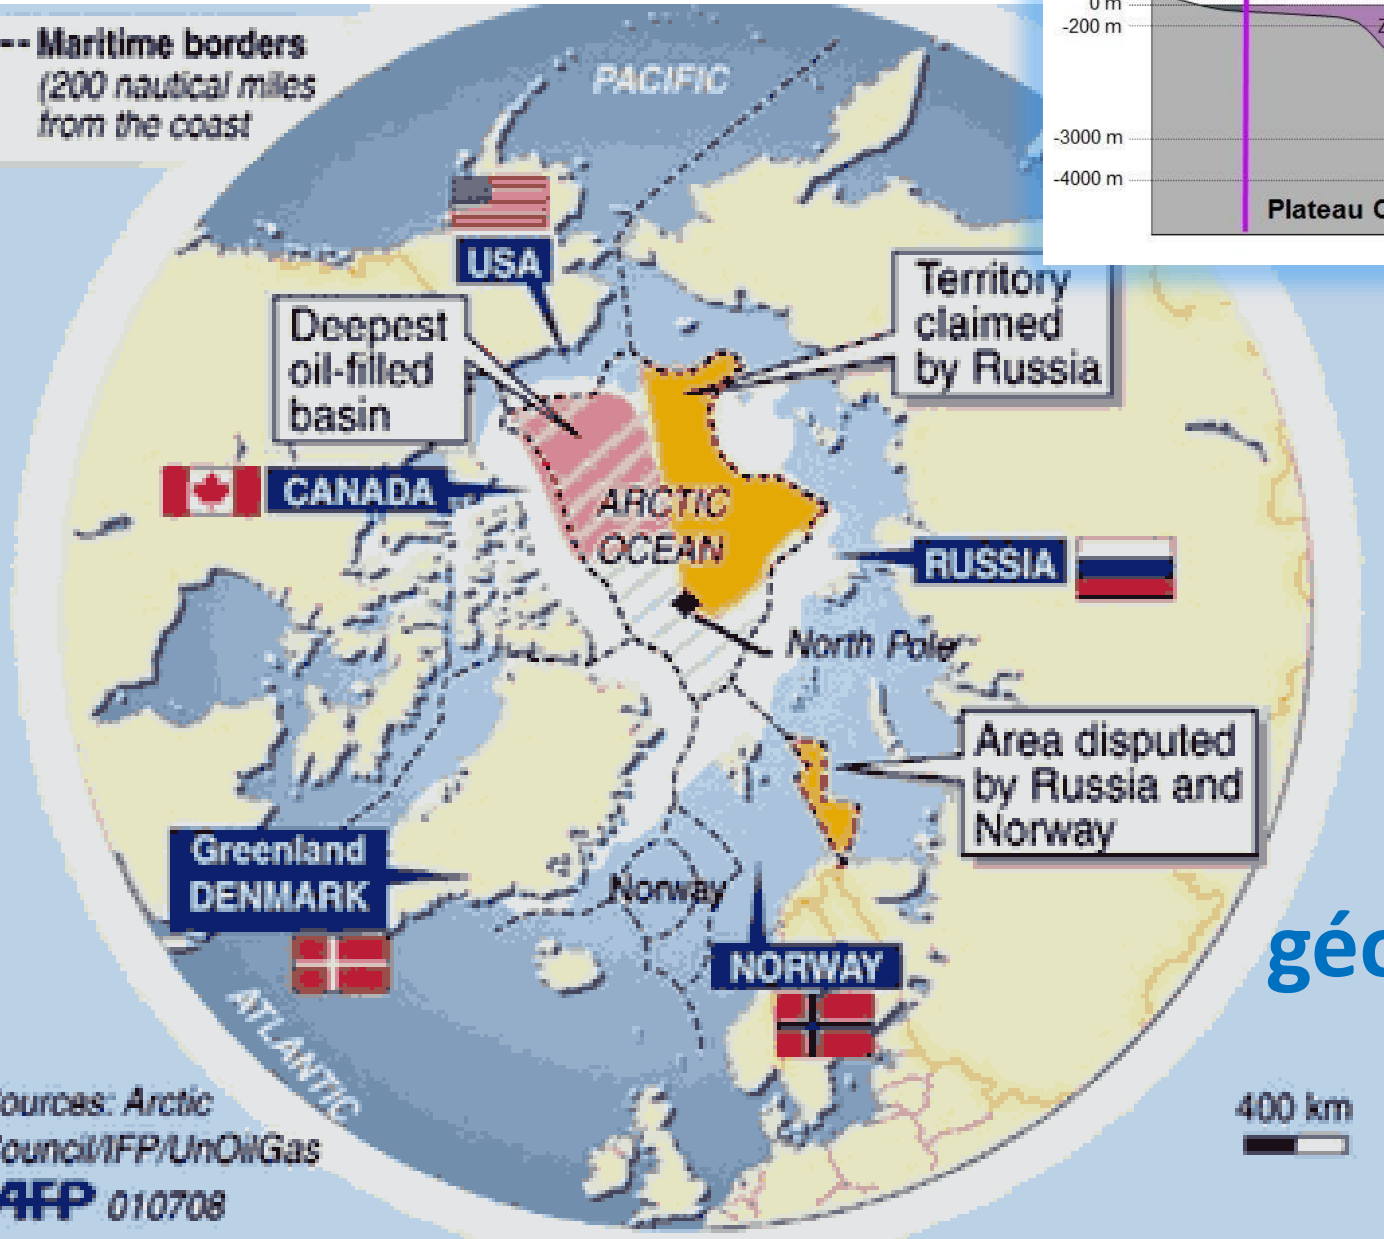 -- Maritime borders
(200 nautical miles
from the coast
PACIFIC
0 m
-200 m
-3000 m
-4000 m
Plateau
USA
Territory
claimed
by Russia
Deepest
oil-filled
basin
CANADA
ARCTIC
OCEAN
RUSSIA
North Pole
Area disputed
by Russia and
Norway
Greenland
DENMARK
Norway
NORWAY
géo
ATLANTIC
ources: Arctic
ouncil/IFP/UnOilGas
AFP 010708
400 km